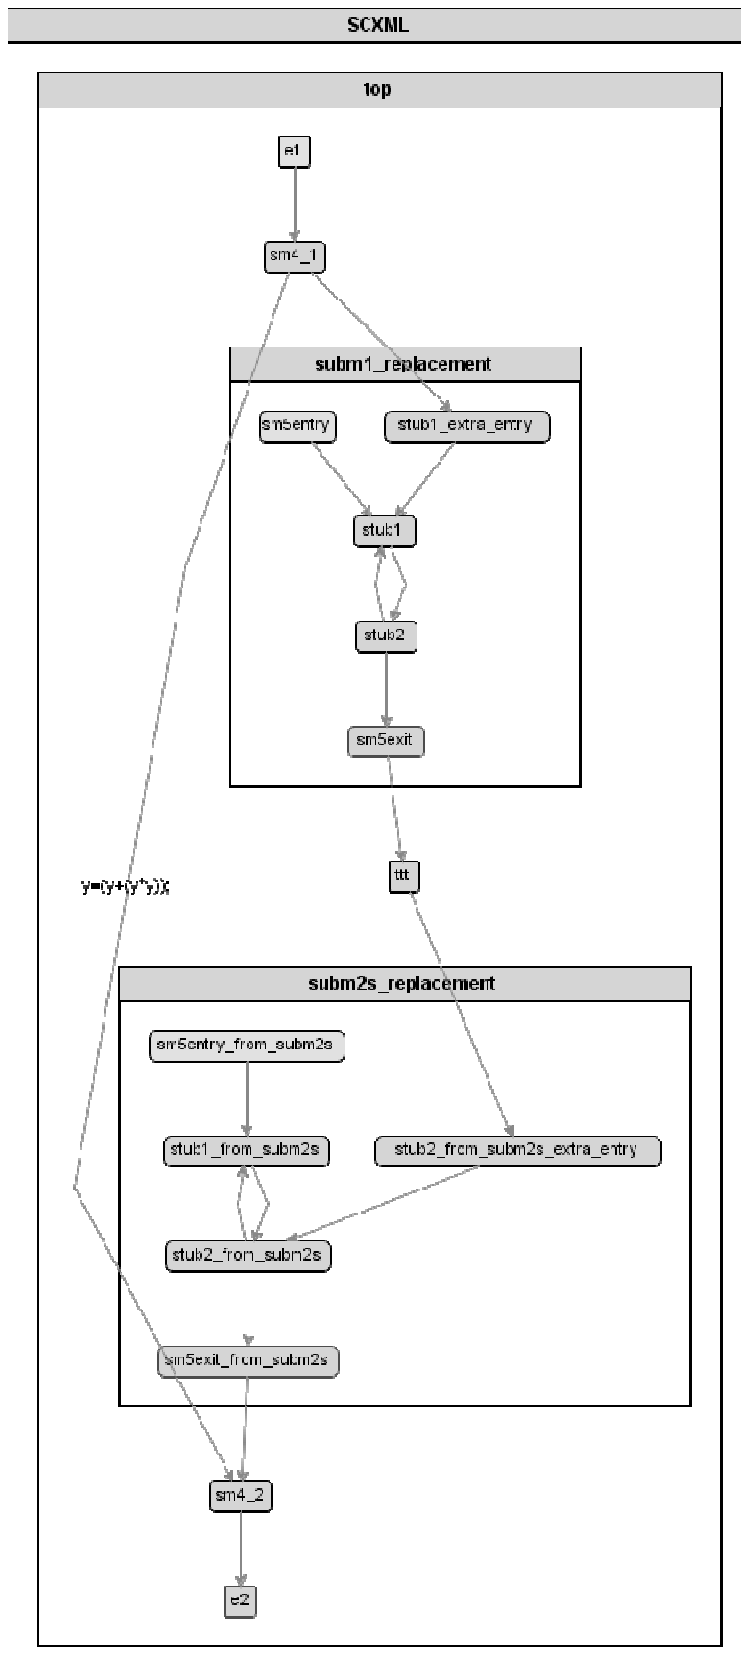 SCXML
top
e1
sm4_1
subm1_replacement
sm5entry
stub1_extra_entry
stub1
stub2
sm5exit
ttt
y=(y+(y*y));
subm2s_replacement
sm5entry_from_subm2s
stub1_from_subm2s
stub2_from_subm2s_extra_entry
stub2_from_subm2s
sm5exit_from_subm2s
sm4_2
e2